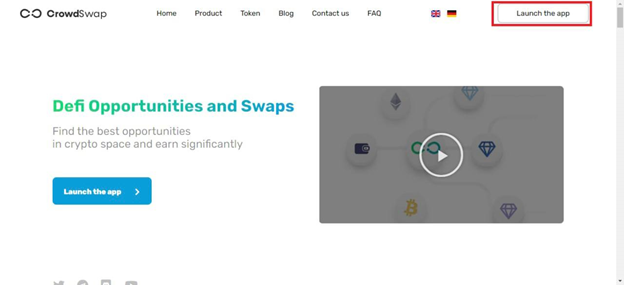 CrowdSwap
Home Product Token Blog Contact us FAQ
Launch the app
Defi Opportunities and Swaps
Find the best opportunities
in crypto space and earn significantly
Launch the app